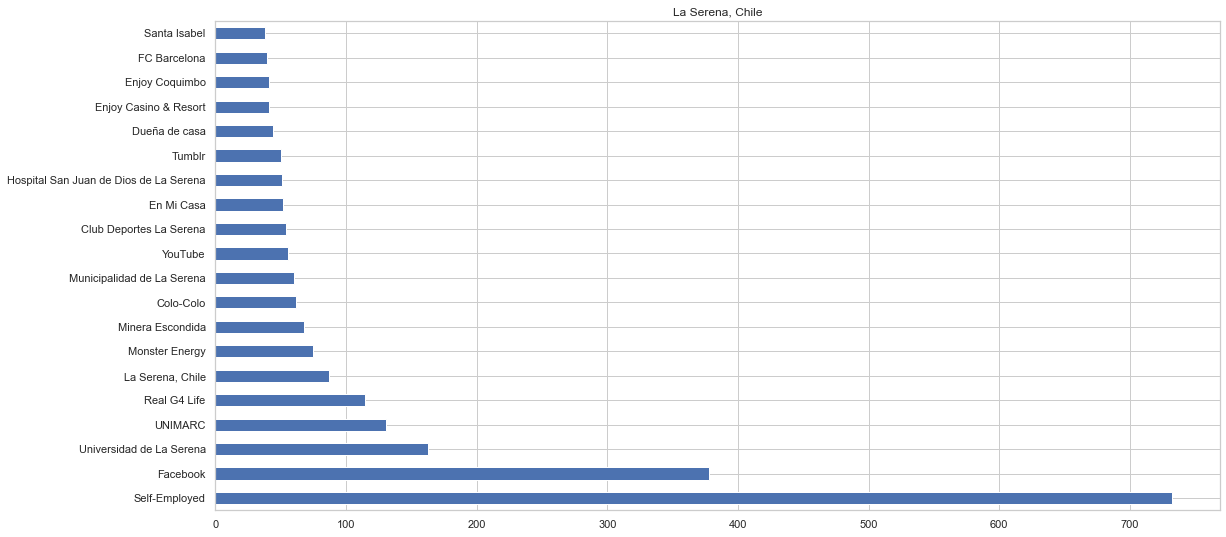 La Serena, Chile
Santa Isabel
FC Barcelona
Enjoy Coquimbo
Enjoy Casino & Resort
Dueña de casa
Tumblr
Hospital San Juan de Dios de La Serena
En Mi Casa
Club Deportes La Serena
YouTube
Municipalidad de La Serena
Colo-Colo
Minera Escondida
Monster Energy
La Serena, Chile
Real G4 Life
UNIMARC
Universidad de La Serena
Facebook
Self-Employed
0 100 200 300 400 500 600 700